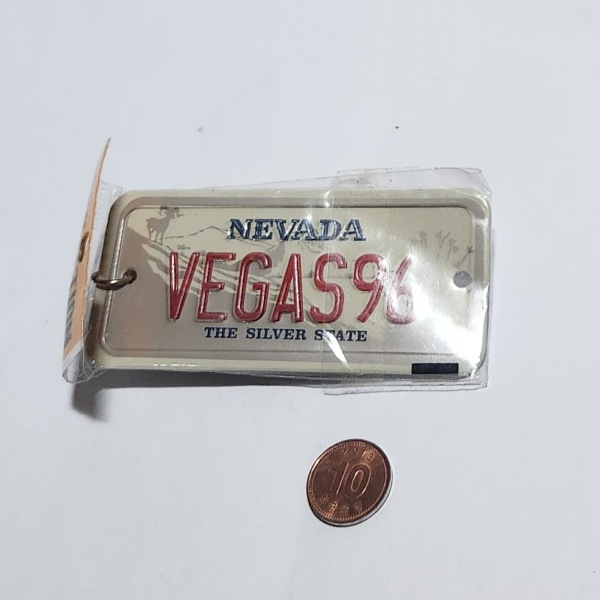 NEVADA
VEGAS96
THE SILVER STATE
10